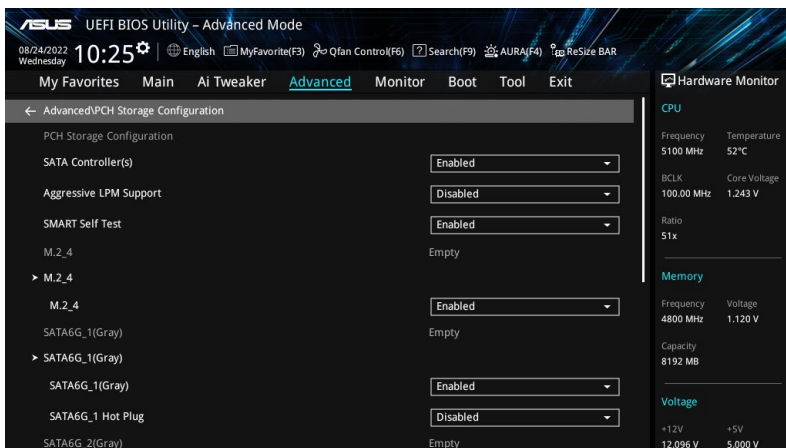 ASUS UEFI BIOS Utility – Advanced Mode
08/24/2022 Wednesday 10:25 English MyFavorite(F3) Qfan Control(F6) ? Search(F9) AURA(F4) ReSize BAR
My Favorites Main Ai Tweaker Advanced Monitor Boot Tool Exit
Hardware Monitor
← Advanced\PCH Storage Configuration
PCH Storage Configuration
SATA Controller(s) Enabled
Aggressive LPM Support Disabled
SMART Self Test Enabled
M.2_4 Empty
> M.2_4
M.2_4 Enabled
SATA6G_1(Gray) Empty
> SATA6G_1(Gray)
SATA6G_1(Gray) Enabled
SATA6G_1 Hot Plug Disabled
SATA6G_2(Gray) Empty
CPU
Frequency Temperature
5100 MHz 52°C
BCLK Core Voltage
100.00 MHz 1.243 V
Ratio
51x
Memory
Frequency Voltage
4800 MHz 1.120 V
Capacity
8192 MB
Voltage
+12V +5V
12.096 V 5.000 V